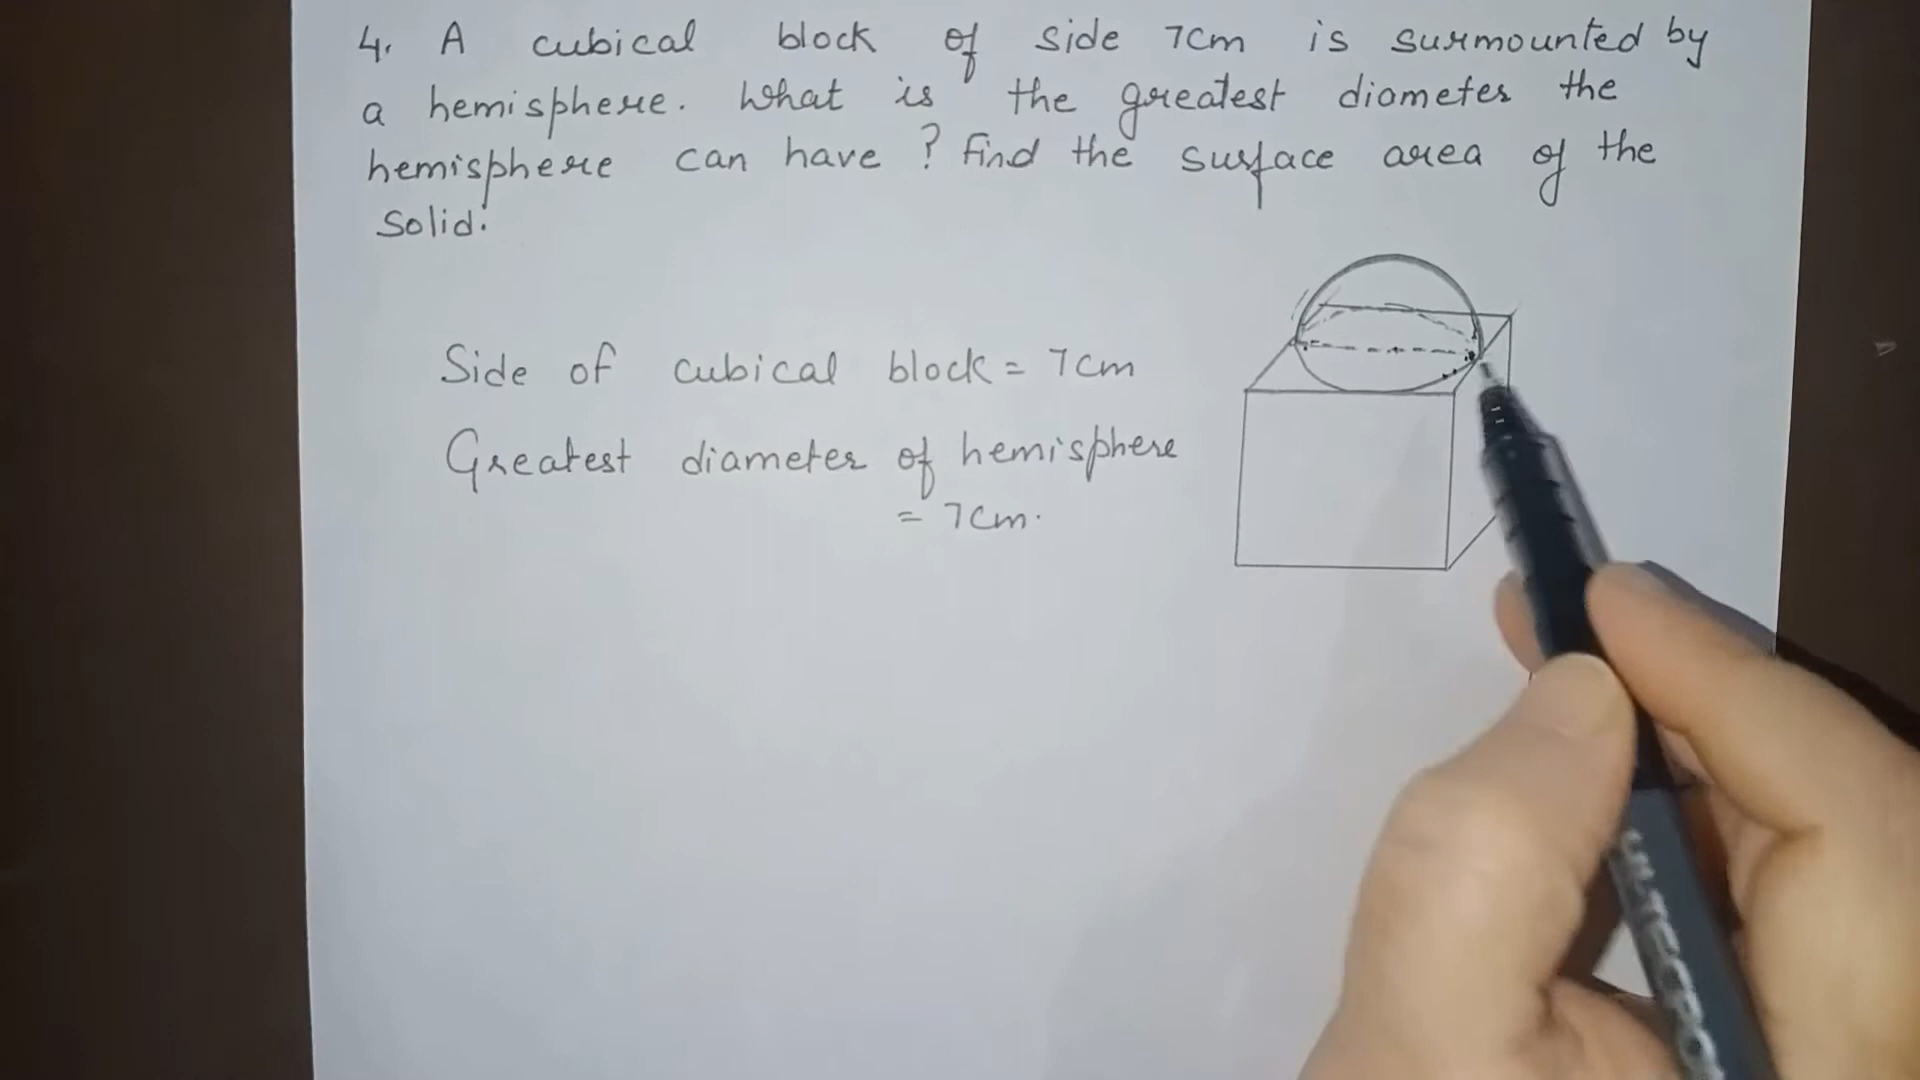 4. A cubical block of side 7cm is surmounted by
a hemisphere. What is the greatest diameter the
hemisphere can have ? Find the surface area of the
Solid.
Side of cubical block = 7cm
Greatest diameter of hemisphere
= 7cm.